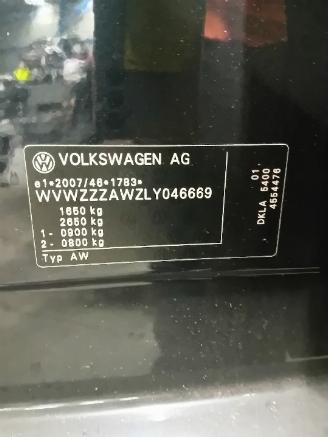 VOLKSWAGEN AG
e1*2007/46*1783*
WVWZZZAWZLY046669
1650 kg
2650 kg
1 - 0900 kg
2 - 0800 kg
Typ AW
01
DKLA 5400
4554476